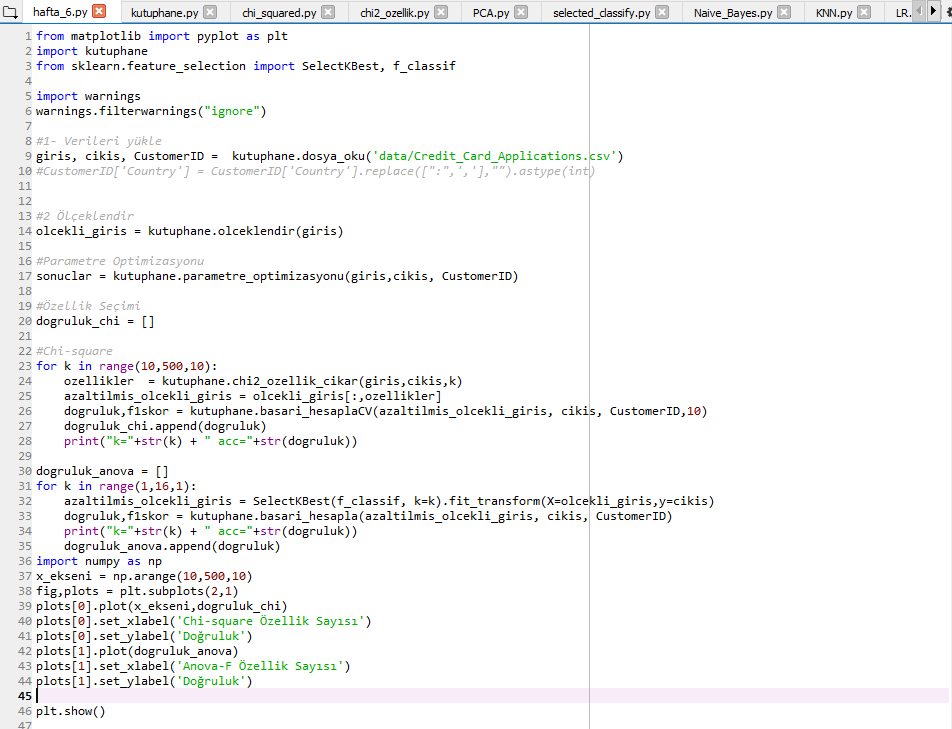 hafta_6.py kutuphane.py chi_squared.py chi2_ozellik.py PCA.py selected_classify.py Naive_Bayes.py KNN.py LR.
1 from matplotlib import pyplot as plt
2 import kutuphane
3 from sklearn.feature_selection import SelectKBest, f_classif
4
5 import warnings
6 warnings.filterwarnings("ignore")
7
8 #1- Verileri yükle
9 giris, cikis, CustomerID =  kutuphane.dosya_oku('data/Credit_Card_Applications.csv')
10 #CustomerID['Country'] = CustomerID['Country'].replace([":",','],"").astype(int)
11
12
13 #2 Ölçeklendir
14 olcekli_giris = kutuphane.olceklendir(giris)
15
16 #Parametre Optimizasyonu
17 sonuclar = kutuphane.parametre_optimizasyonu(giris,cikis, CustomerID)
18
19 #Özellik Seçimi
20 dogruluk_chi = []
21
22 #Chi-square
23 for k in range(10,500,10):
24     ozellikler  = kutuphane.chi2_ozellik_cikar(giris,cikis,k)
25     azaltilmis_olcekli_giris = olcekli_giris[:,ozellikler]
26     dogruluk,f1skor = kutuphane.basari_hesaplaCV(azaltilmis_olcekli_giris, cikis, CustomerID,10)
27     dogruluk_chi.append(dogruluk)
28     print("k="+str(k) + " acc="+str(dogruluk))
29
30 dogruluk_anova = []
31 for k in range(1,16,1):
32     azaltilmis_olcekli_giris = SelectKBest(f_classif, k=k).fit_transform(X=olcekli_giris,y=cikis)
33     dogruluk,f1skor = kutuphane.basari_hesapla(azaltilmis_olcekli_giris, cikis, CustomerID)
34     print("k="+str(k) + " acc="+str(dogruluk))
35     dogruluk_anova.append(dogruluk)
36 import numpy as np
37 x_ekseni = np.arange(10,500,10)
38 fig,plots = plt.subplots(2,1)
39 plots[0].plot(x_ekseni,dogruluk_chi)
40 plots[0].set_xlabel('Chi-square Özellik Sayısı')
41 plots[0].set_ylabel('Doğruluk')
42 plots[1].plot(dogruluk_anova)
43 plots[1].set_xlabel('Anova-F Özellik Sayısı')
44 plots[1].set_ylabel('Doğruluk')
45
46 plt.show()
47